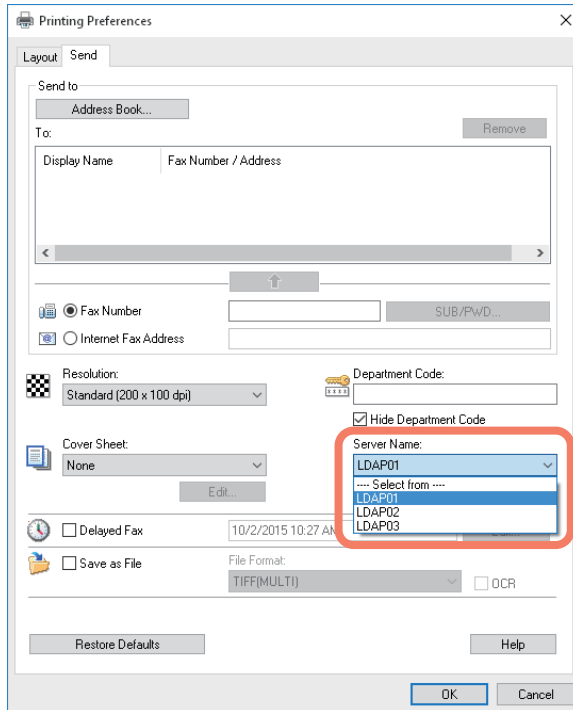 Printing Preferences
Layout Send
Send to
Address Book...
To:
Remove
Display Name Fax Number / Address
Fax Number
SUB/PWD...
Internet Fax Address
Resolution:
Standard (200 x 100 dpi)
Department Code:
Hide Department Code
Cover Sheet:
None
Edit...
Server Name:
LDAP01
---- Select from ----
LDAP01
LDAP02
LDAP03
Delayed Fax
10/2/2015 10:27 AM
Save as File
File Format:
TIFF(MULTI)
OCR
Restore Defaults
Help
OK
Cancel